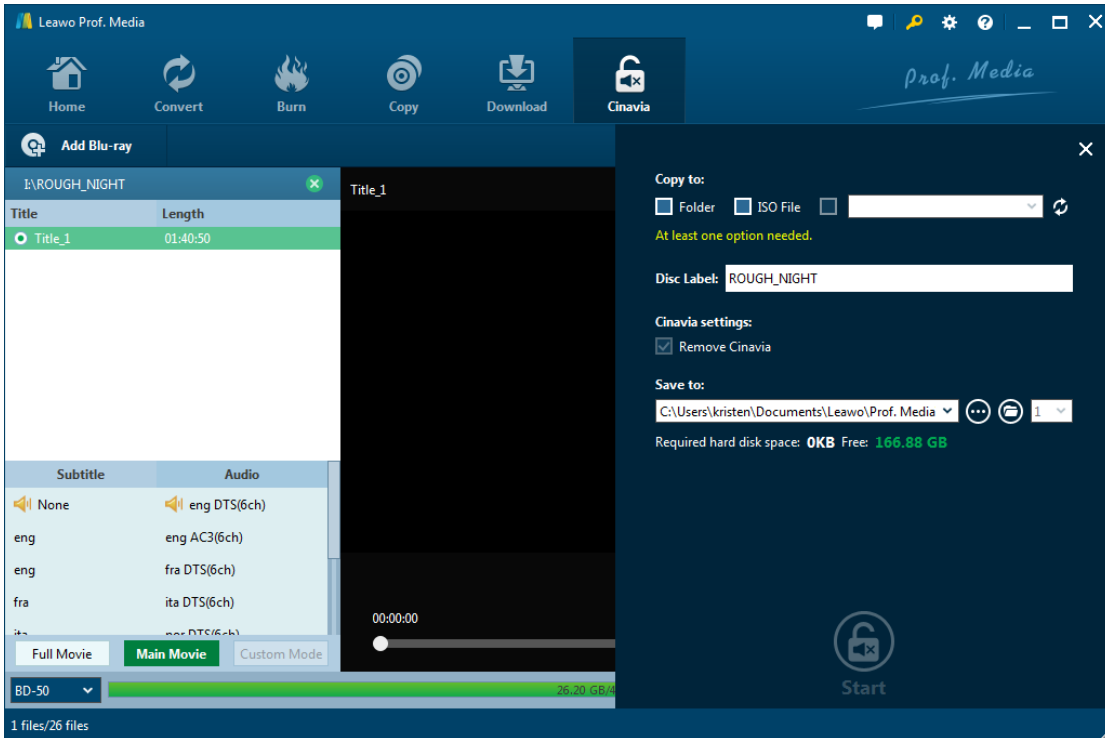 Leawo Prof. Media
Home Convert Burn Copy Download Cinavia
Prof. Media
Add Blu-ray
I:\ROUGH_NIGHT
Title Length
Title_1 01:40:50
Title_1
Copy to:
Folder ISO File
At least one option needed.
Disc Label: ROUGH_NIGHT
Cinavia settings:
Remove Cinavia
Save to:
C:\Users\kristen\Documents\Leawo\Prof. Media 1
Required hard disk space: 0KB Free: 166.88 GB
Subtitle Audio
None eng DTS(6ch)
eng eng AC3(6ch)
eng fra DTS(6ch)
fra ita DTS(6ch)
00:00:00
Full Movie Main Movie Custom Mode
Start
BD-50 26.20 GB/4
1 files/26 files